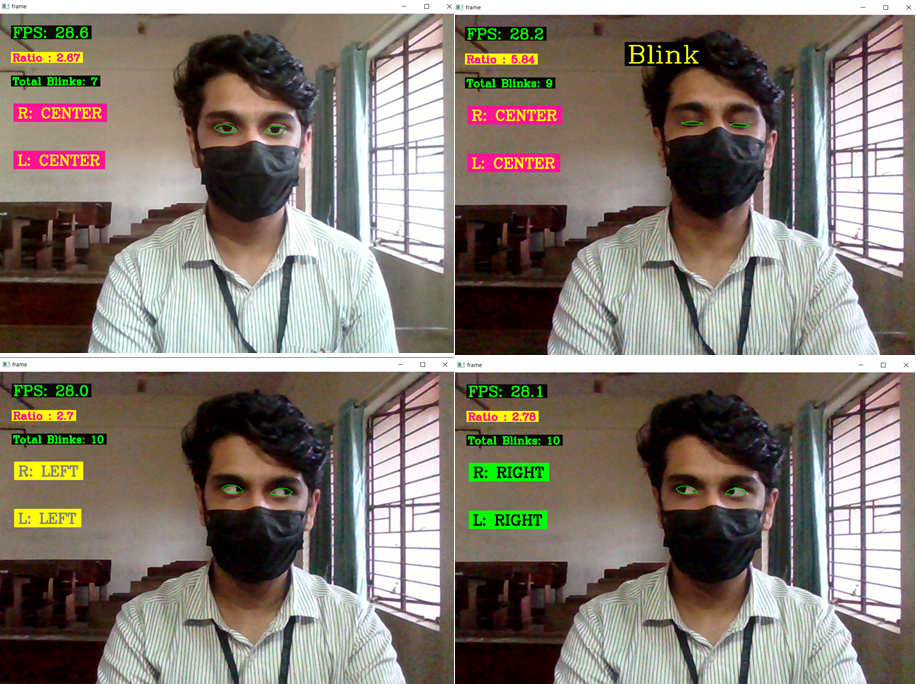 frame
FPS: 28.6
Ratio : 2.67
Total Blinks: 7
R: CENTER
L: CENTER
frame
FPS: 28.2
Ratio : 5.84
Total Blinks: 9
R: CENTER
L: CENTER
Blink
frame
FPS: 28.0
Ratio : 2.7
Total Blinks: 10
R: LEFT
L: LEFT
frame
FPS: 28.1
Ratio : 2.78
Total Blinks: 10
R: RIGHT
L: RIGHT